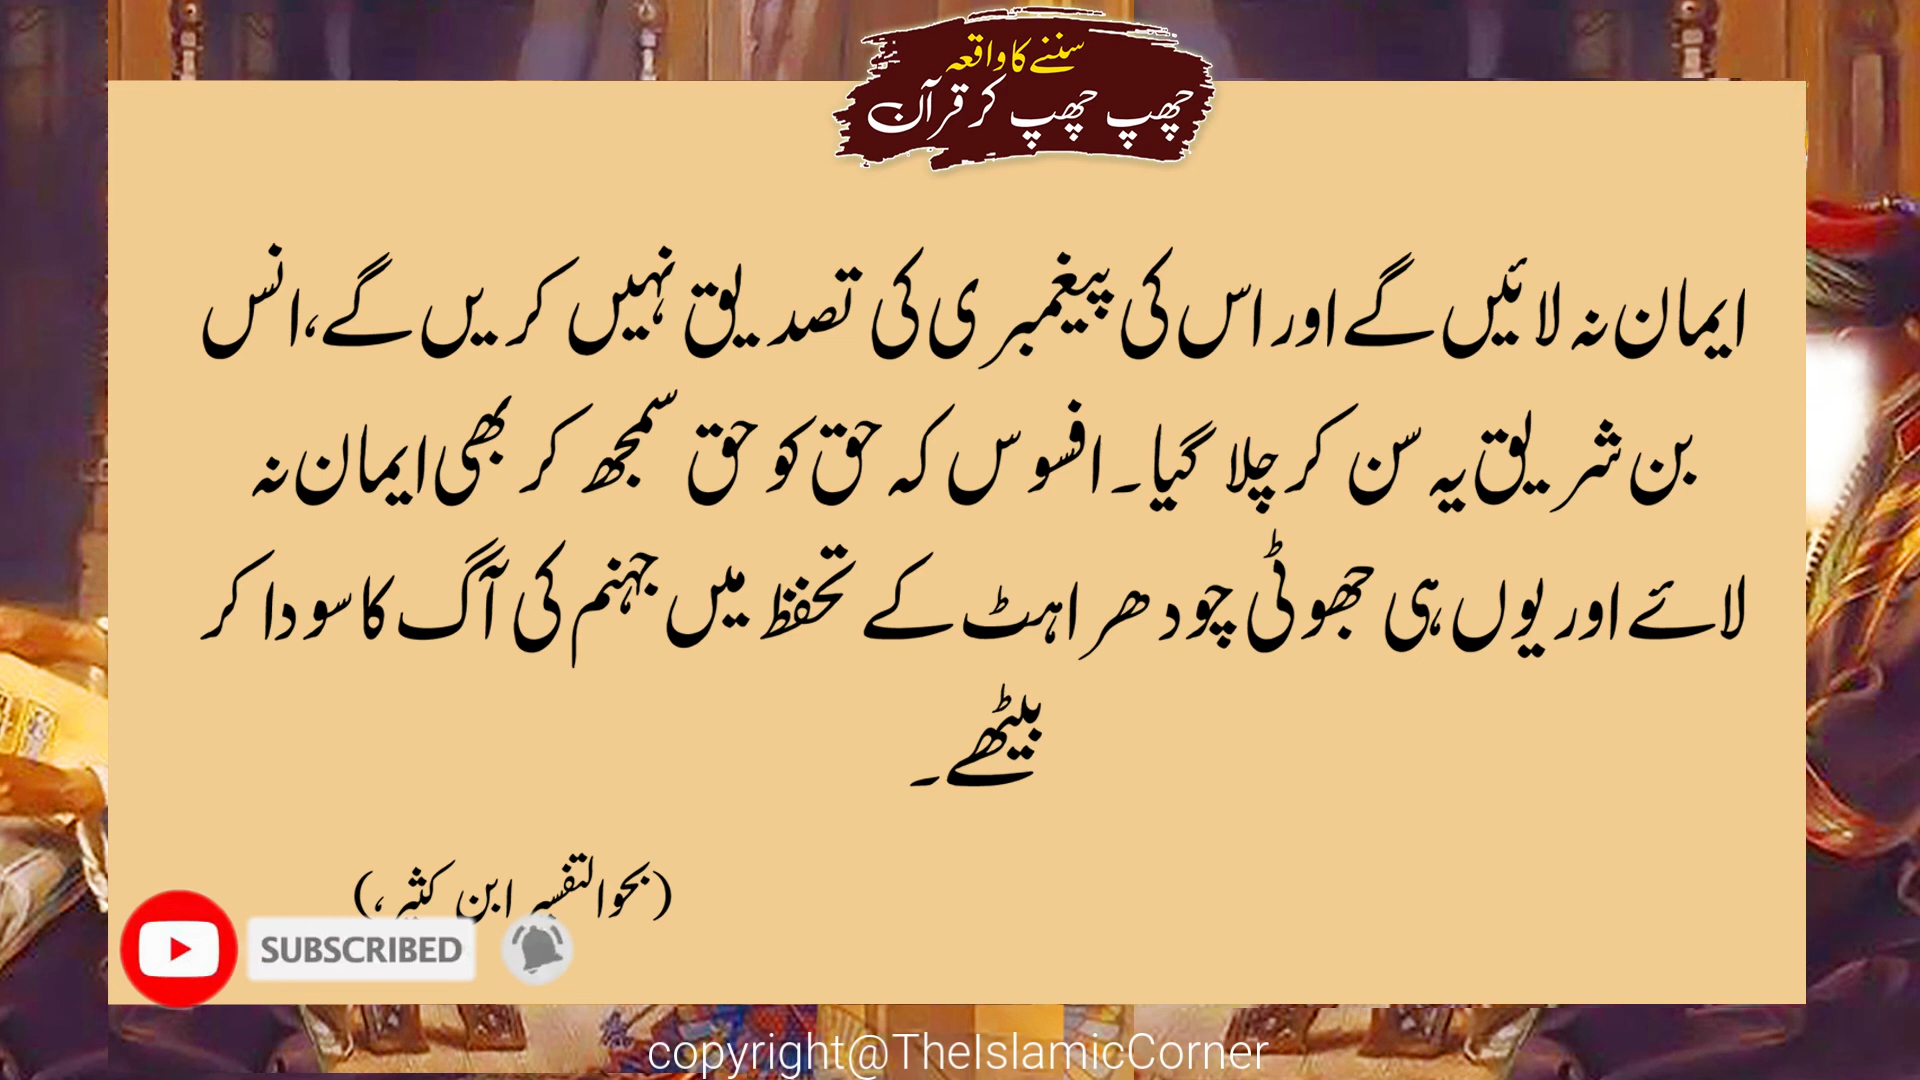 سننے کا واقعہ
چھپ چھپ کر قرآن
ایمان نہ لائیں گے اور اس کی پیغمبری کی تصدیق نہیں کریں گے، انس
بن شریق یہ سن کر چلا گیا۔ افسوس کہ حق کو حق سمجھ کر بھی ایمان نہ
لائے اور یوں ہی جھوٹی چودھراہٹ کے تحفظ میں جہنم کی آگ کا سودا کر
بیٹھے۔
(بحوالتفسیر ابن کثیر،)
SUBSCRIBED
copyright@TheIslamicCorner